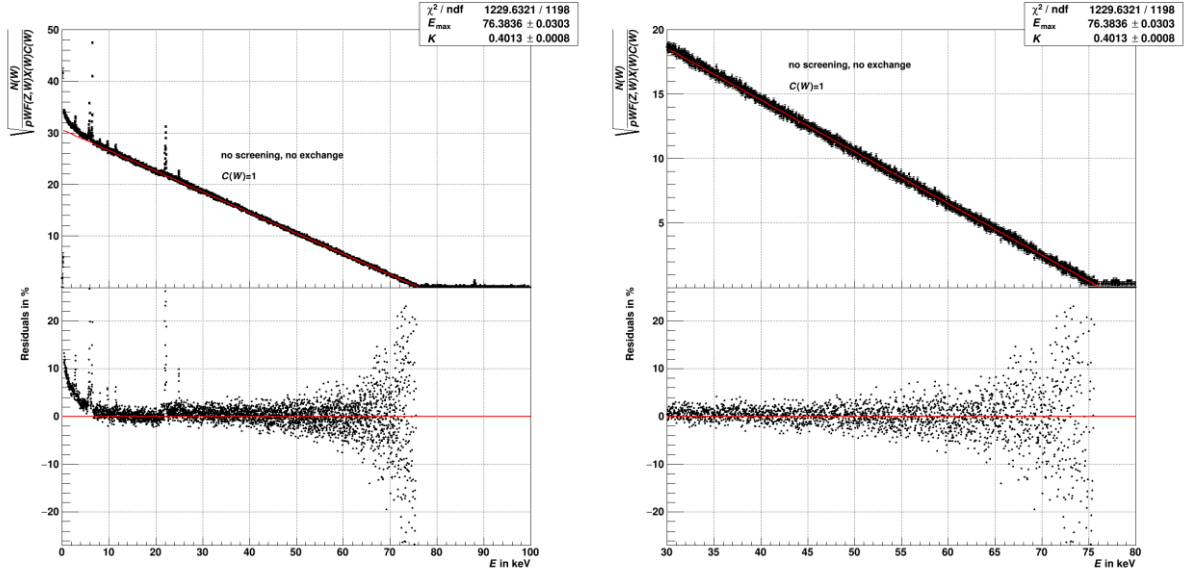 χ² / ndf 1229.6321 / 1198
E_max 76.3836 ± 0.0303
K 0.4013 ± 0.0008
N(W)
pWF(Z,W)X(W)C(W)
50
40
30
20
10
no screening, no exchange
C(W)=1
Residuals in %
20
10
0
−10
−20
0 10 20 30 40 50 60 70 80 90 100
E in keV
χ² / ndf 1229.6321 / 1198
E_max 76.3836 ± 0.0303
K 0.4013 ± 0.0008
N(W)
pWF(Z,W)X(W)C(W)
20
15
10
5
no screening, no exchange
C(W)=1
Residuals in %
20
10
0
−10
−20
30 35 40 45 50 55 60 65 70 75 80
E in keV